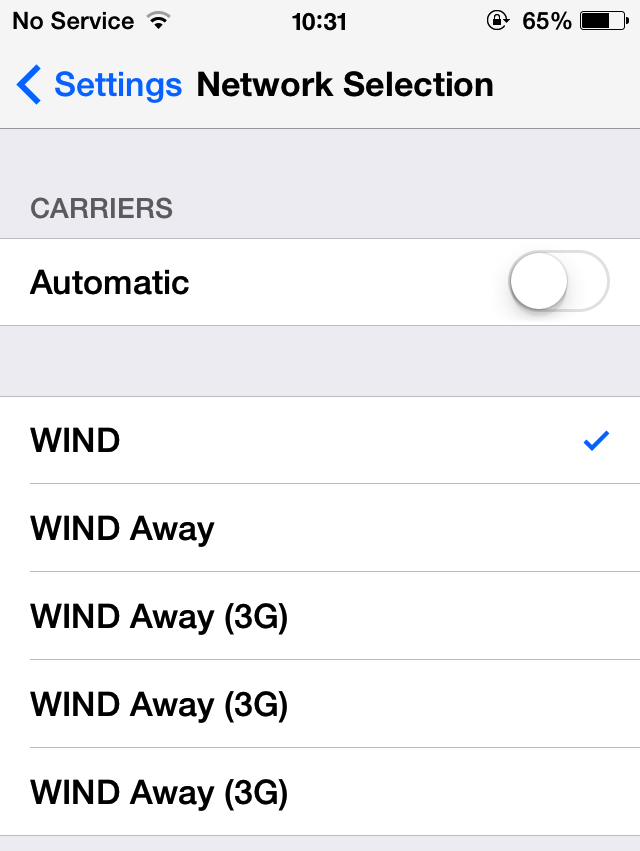 No Service 10:31 65%
Settings Network Selection
CARRIERS
Automatic
WIND
WIND Away
WIND Away (3G)
WIND Away (3G)
WIND Away (3G)